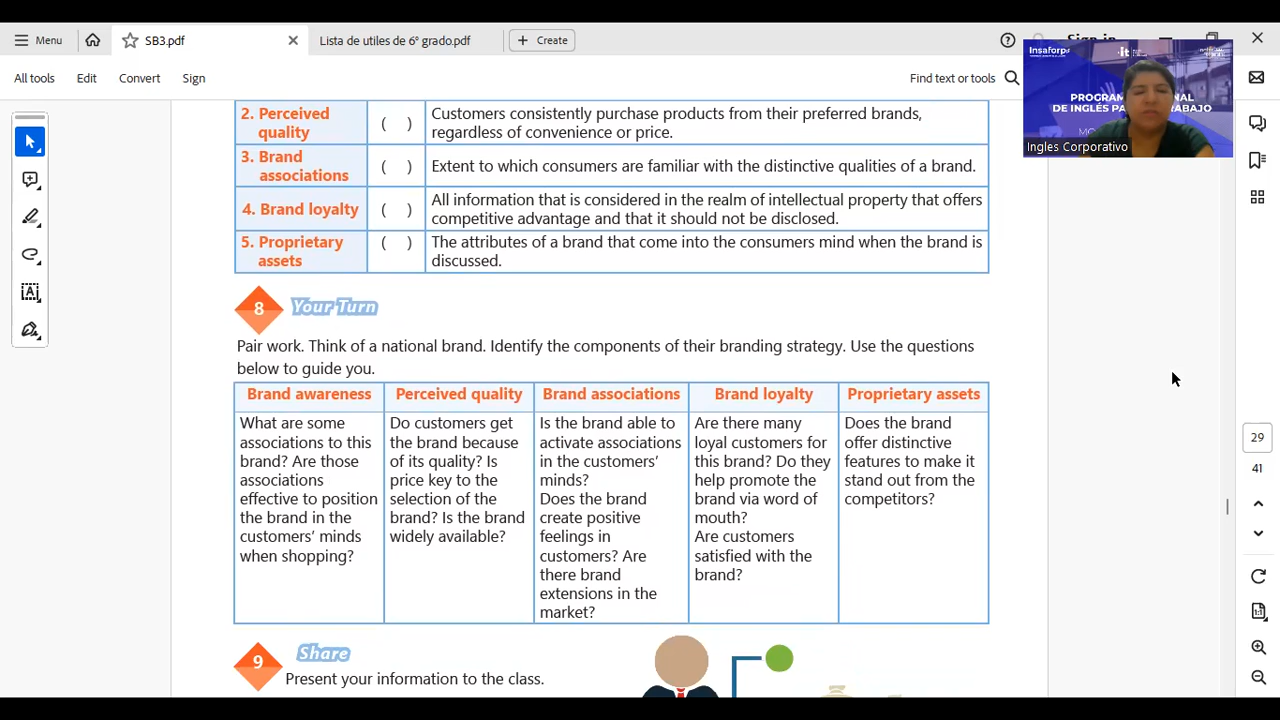 Menu
SB3.pdf
Lista de utiles de 6° grado.pdf
Create
All tools
Edit
Convert
Sign
Find text or tools
Insaforp
DE INGLÉS PA
ABAJO
Ingles Corporativo
2. Perceived
quality
( )
Customers consistently purchase products from their preferred brands,
regardless of convenience or price.
3. Brand
associations
( )
Extent to which consumers are familiar with the distinctive qualities of a brand.
4. Brand loyalty
( )
All information that is considered in the realm of intellectual property that offers
competitive advantage and that it should not be disclosed.
5. Proprietary
assets
( )
The attributes of a brand that come into the consumers mind when the brand is
discussed.
8 Your Turn
Pair work. Think of a national brand. Identify the components of their branding strategy. Use the questions
below to guide you.
Brand awareness
What are some
associations to this
brand? Are those
associations
effective to position
the brand in the
customers' minds
when shopping?
Perceived quality
Do customers get
the brand because
of its quality? Is
price key to the
selection of the
brand? Is the brand
widely available?
Brand associations
Is the brand able to
activate associations
in the customers'
minds?
Does the brand
create positive
feelings in
customers? Are
there brand
extensions in the
market?
Brand loyalty
Are there many
loyal customers for
this brand? Do they
help promote the
brand via word of
mouth?
Are customers
satisfied with the
brand?
Proprietary assets
Does the brand
offer distinctive
features to make it
stand out from the
competitors?
9 Share
Present your information to the class.
29
41